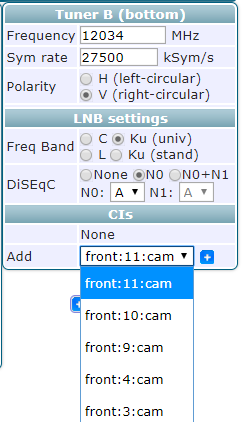 Tuner B (bottom)
Frequency 12034 MHz
Sym rate 27500 kSym/s
Polarity H (left-circular)
V (right-circular)
LNB settings
Freq Band C Ku (univ)
L Ku (stand)
DiSEqC None N0 N0+N1
N0: A N1: A
CIs
None
Add front:11:cam
front:11:cam
front:10:cam
front:9:cam
front:4:cam
front:3:cam